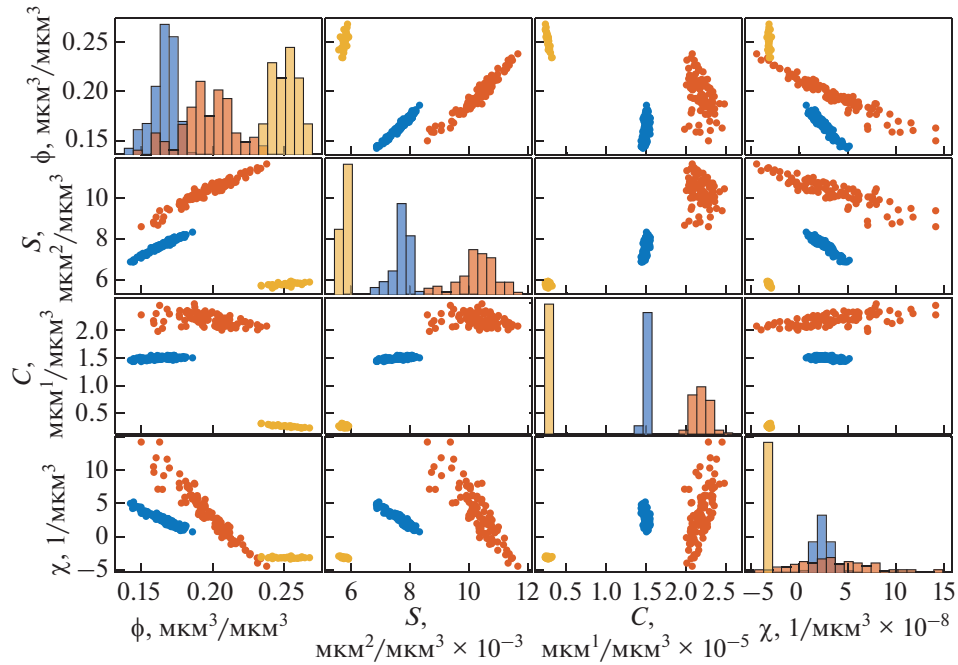 ϕ, мкм³/мкм³
0.25
0.20
0.15
S,
мкм²/мкм³
10
8
6
C,
мкм¹/мкм³
2.0
1.5
1.0
0.5
χ, 1/мкм³
10
5
0
−5
0.15 0.20 0.25 6 8 10 12 0.5 1.0 1.5 2.0 2.5 −5 0 5 10 15
ϕ, мкм³/мкм³
S,
мкм²/мкм³ × 10⁻³
C,
мкм¹/мкм³ × 10⁻⁵
χ, 1/мкм³ × 10⁻⁸